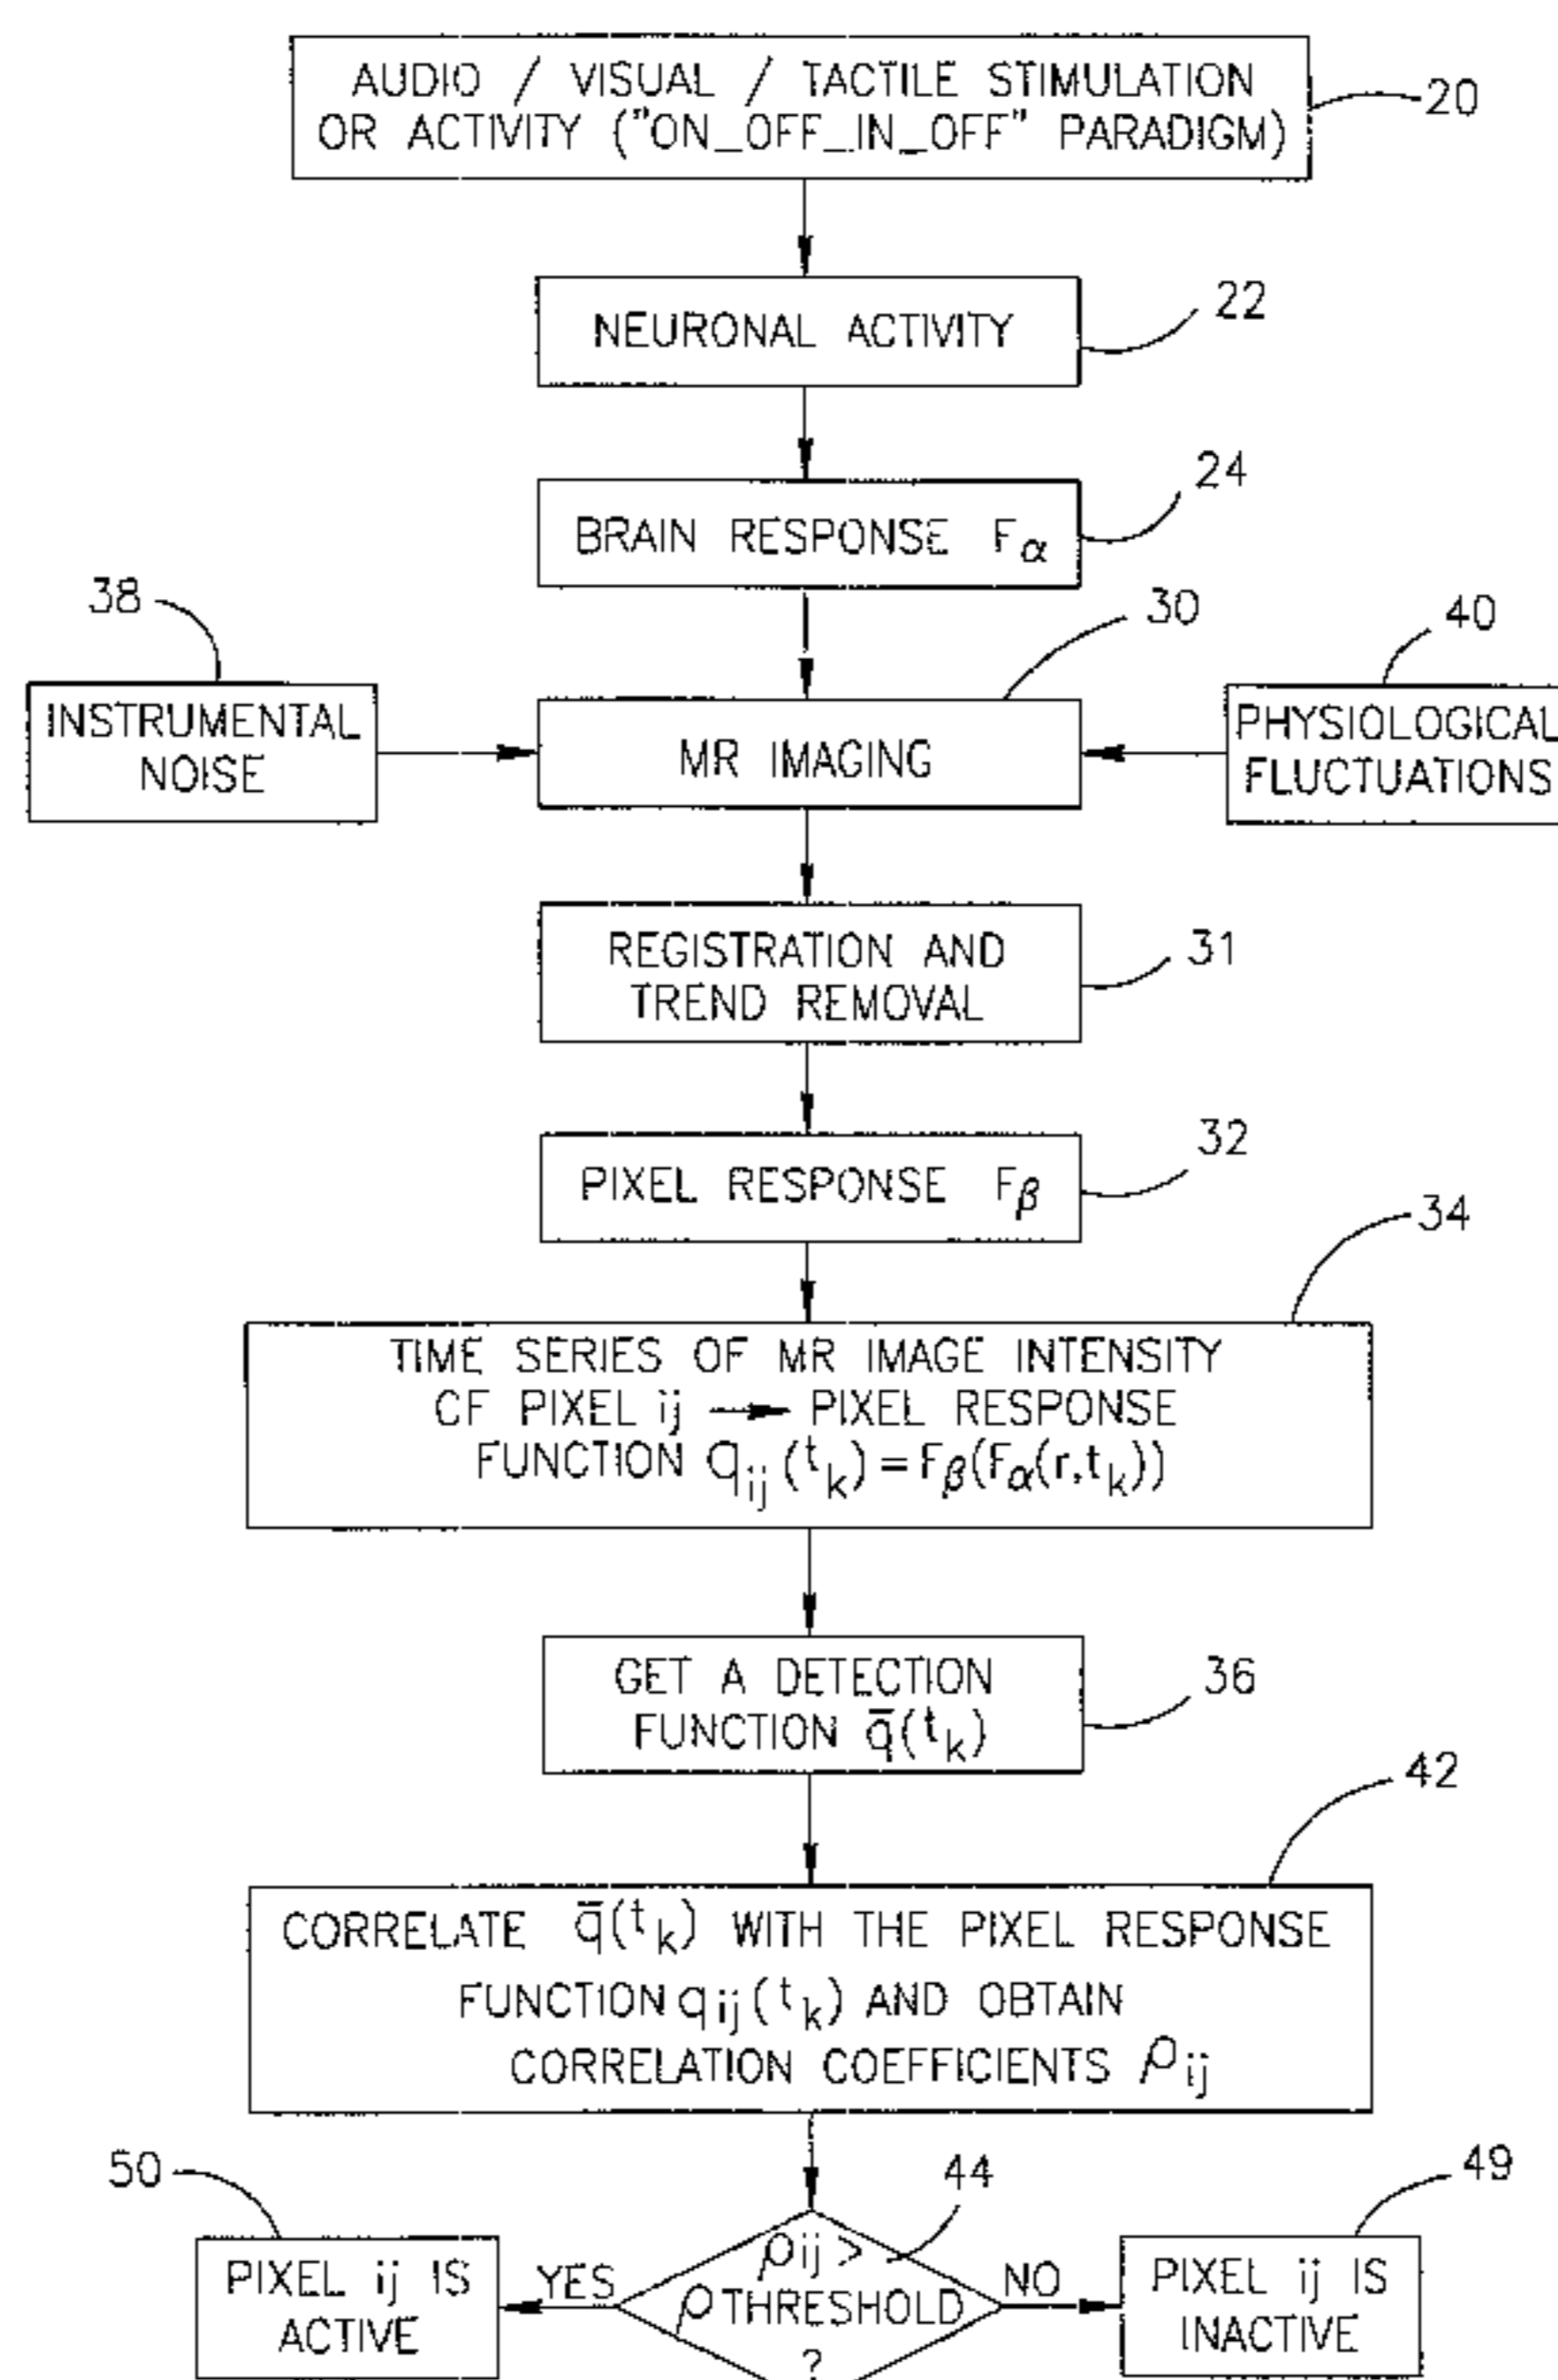 AUDIO / VISUAL / TACTILE STIMULATION
OR ACTIVITY ("ON_OFF_IN_OFF" PARADIGM)
20
NEURONAL ACTIVITY
22
BRAIN RESPONSE Fα
24
38
30
40
INSTRUMENTAL
NOISE
MR IMAGING
PHYSIOLOGICAL
FLUCTUATIONS
REGISTRATION AND
TREND REMOVAL
31
PIXEL RESPONSE Fβ
32
34
TIME SERIES OF MR IMAGE INTENSITY
CF PIXEL ij → PIXEL RESPONSE
FUNCTION qij(tk)=Fβ(Fα(r,tk))
GET A DETECTION
FUNCTION q̄(tk)
36
42
CORRELATE q̄(tk) WITH THE PIXEL RESPONSE
FUNCTION qij(tk) AND OBTAIN
CORRELATION COEFFICIENTS ρij
50
44
49
PIXEL ij IS
ACTIVE
YES
ρij >
ρTHRESHOLD
?
NO
PIXEL ij IS
INACTIVE